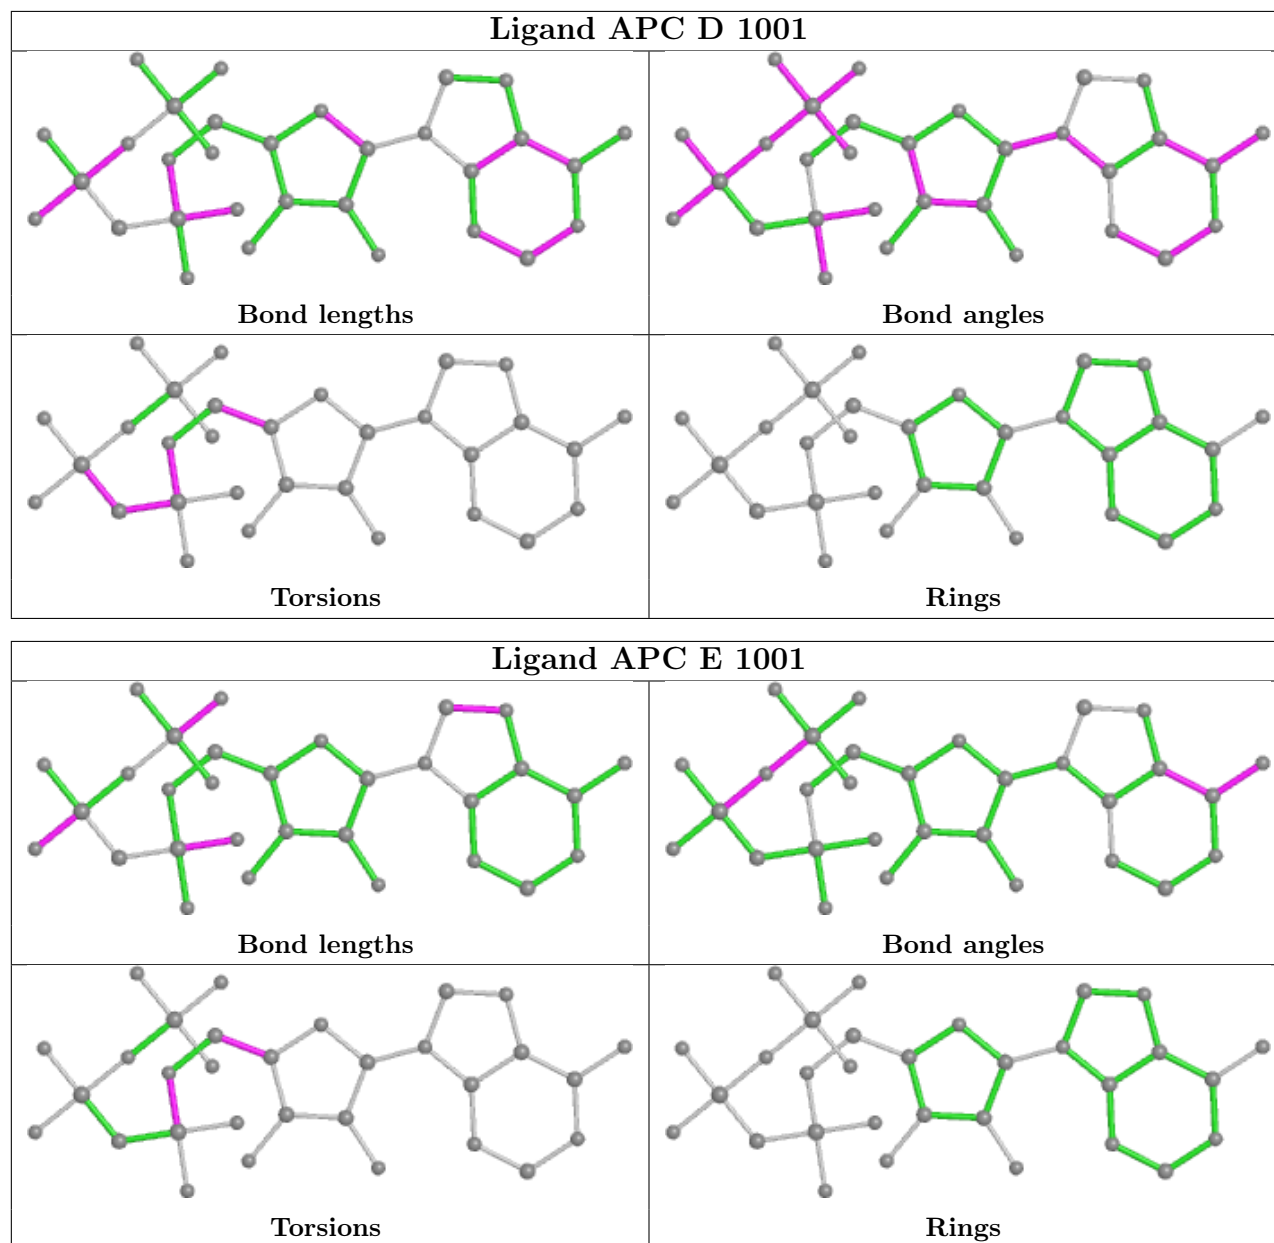 Ligand APC D 1001
Bond lengths
Bond angles
Torsions
Rings
Ligand APC E 1001
Bond lengths
Bond angles
Torsions
Rings